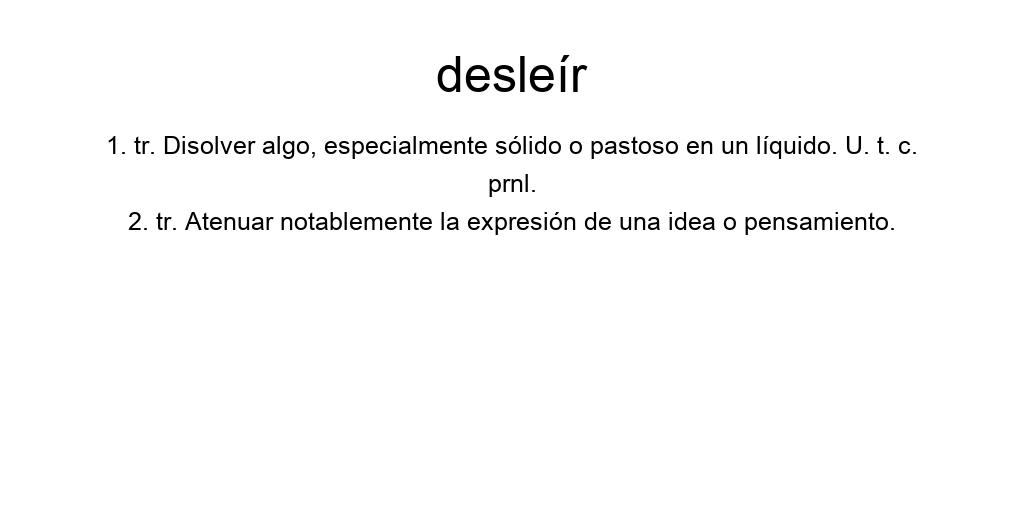 desleír
1. tr. Disolver algo, especialmente sólido o pastoso en un líquido. U. t. c.
prnl.
2. tr. Atenuar notablemente la expresión de una idea o pensamiento.